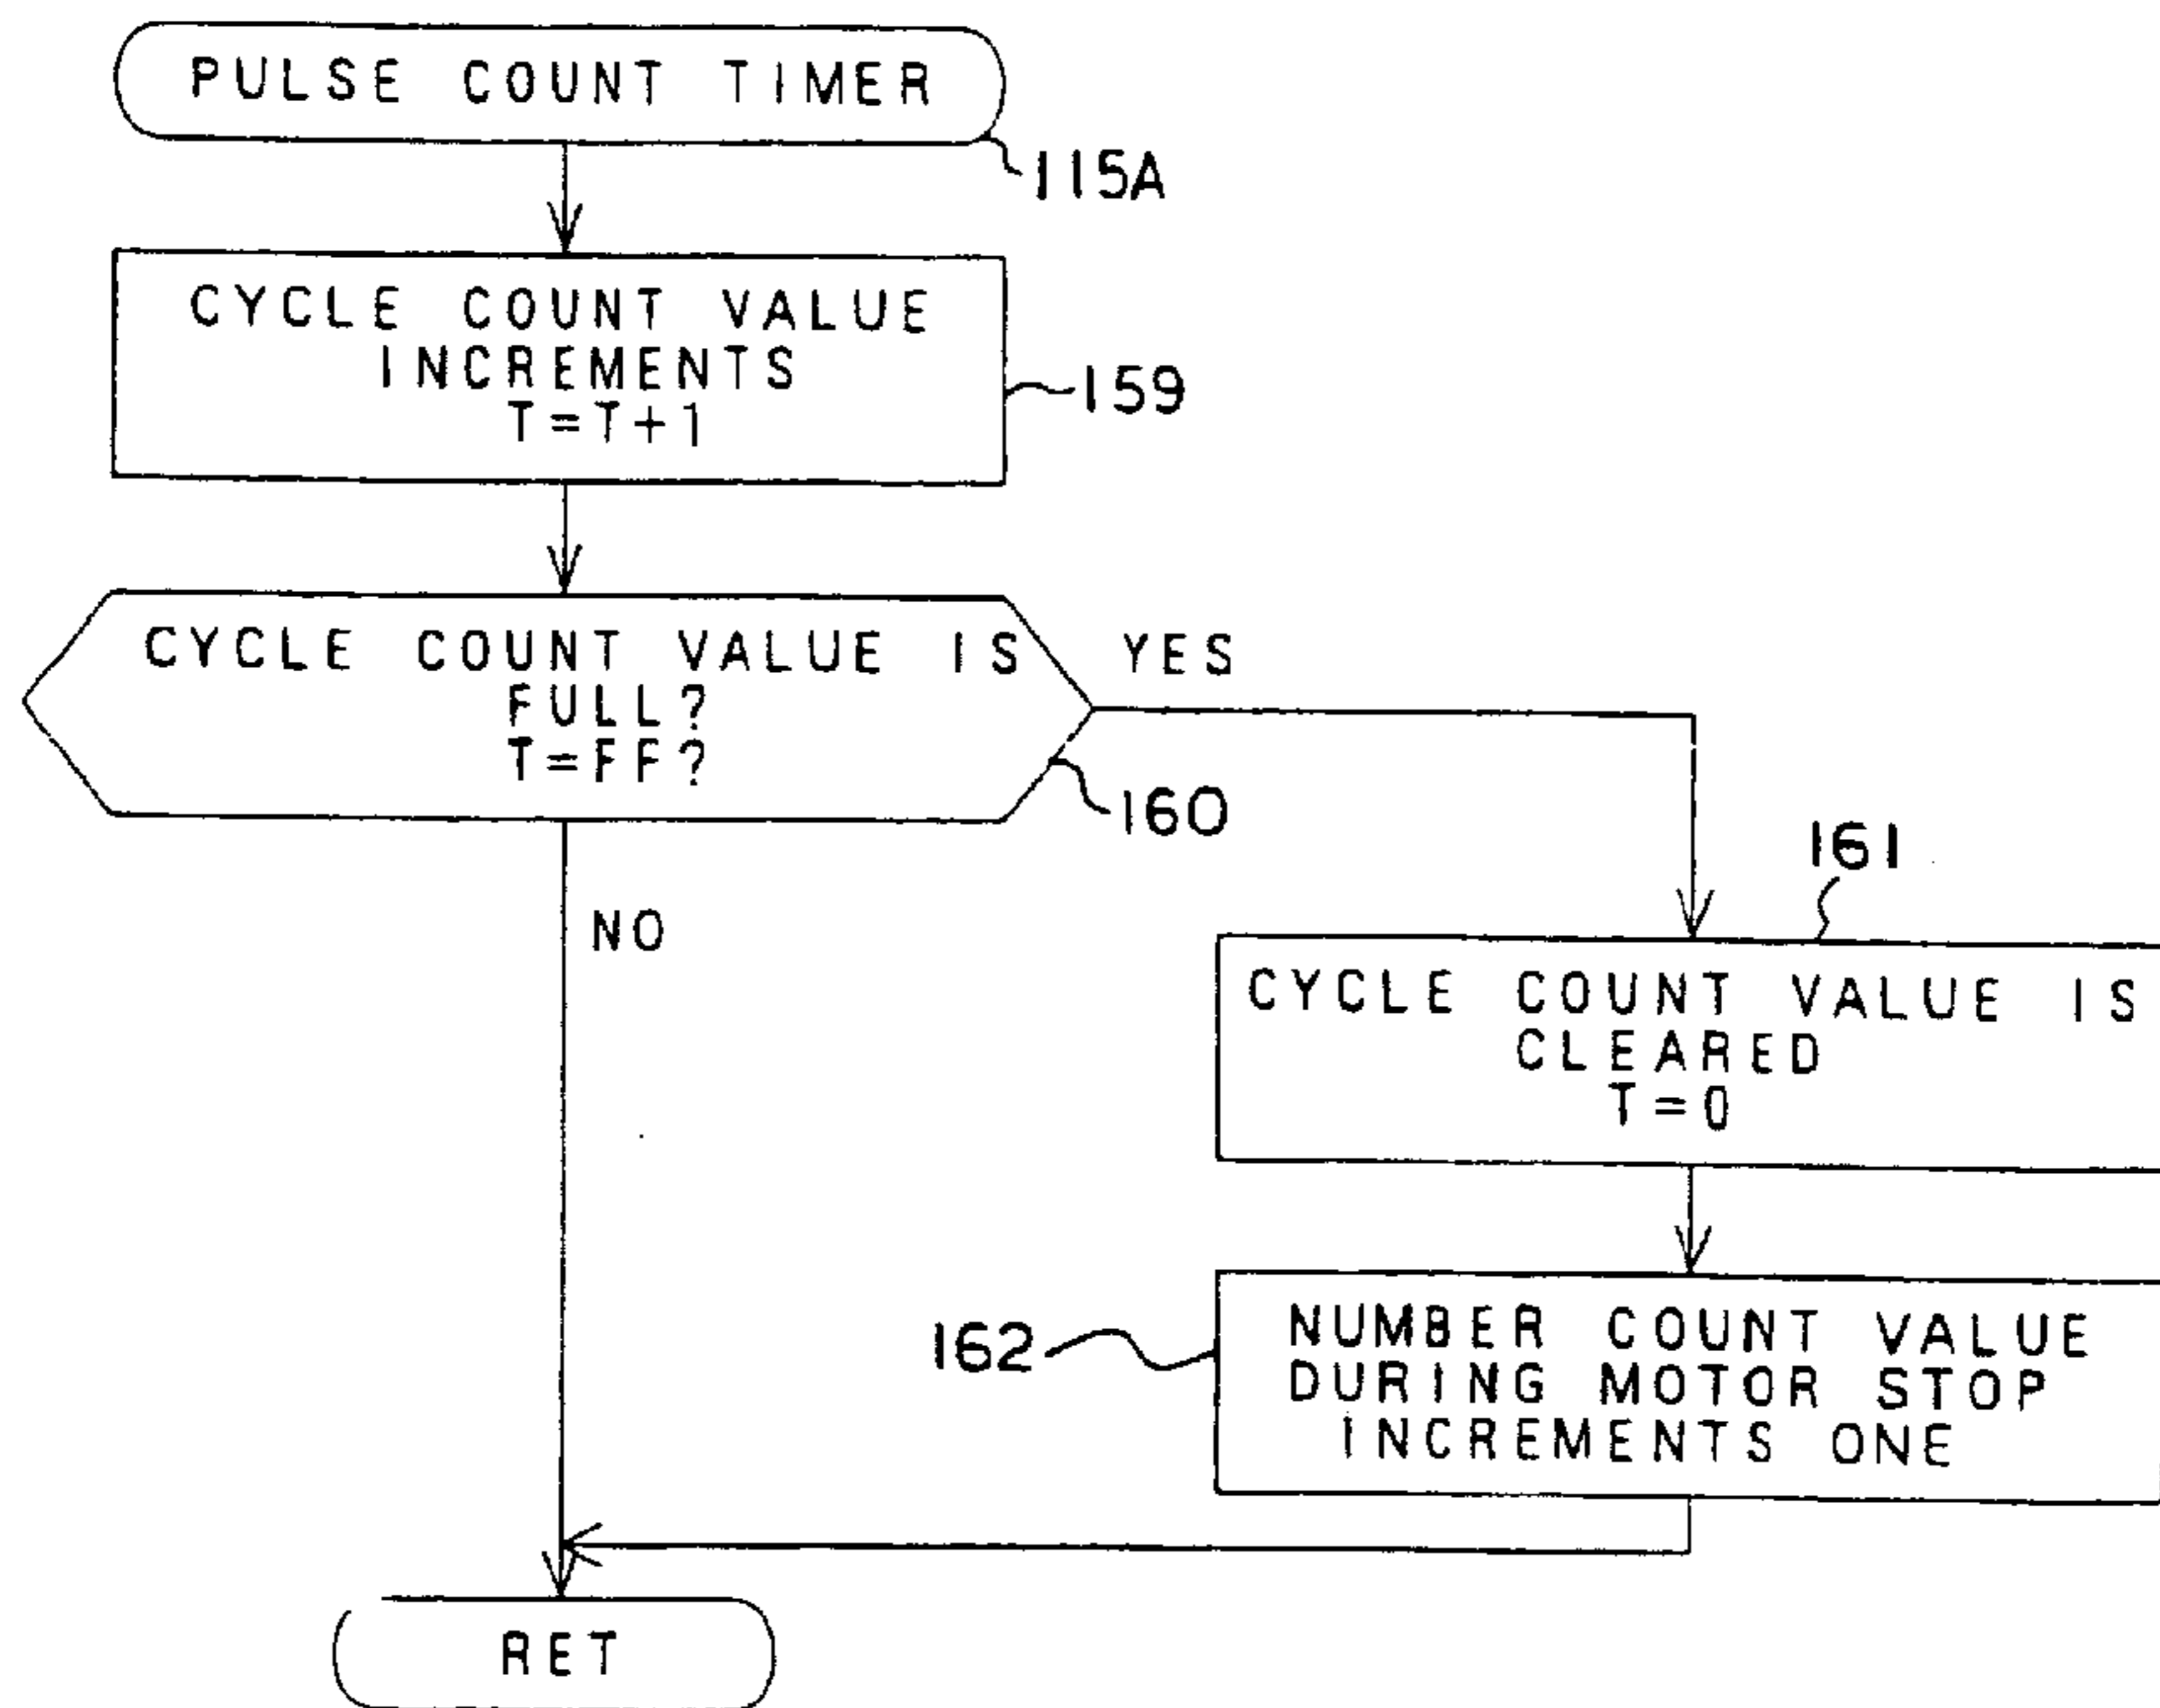 PULSE COUNT TIMER
115A
CYCLE COUNT VALUE
INCREMENTS
T=T+1
159
CYCLE COUNT VALUE IS
FULL?
T=FF?
YES
160
NO
161
CYCLE COUNT VALUE IS
CLEARED
T=0
162
NUMBER COUNT VALUE
DURING MOTOR STOP
INCREMENTS ONE
RET